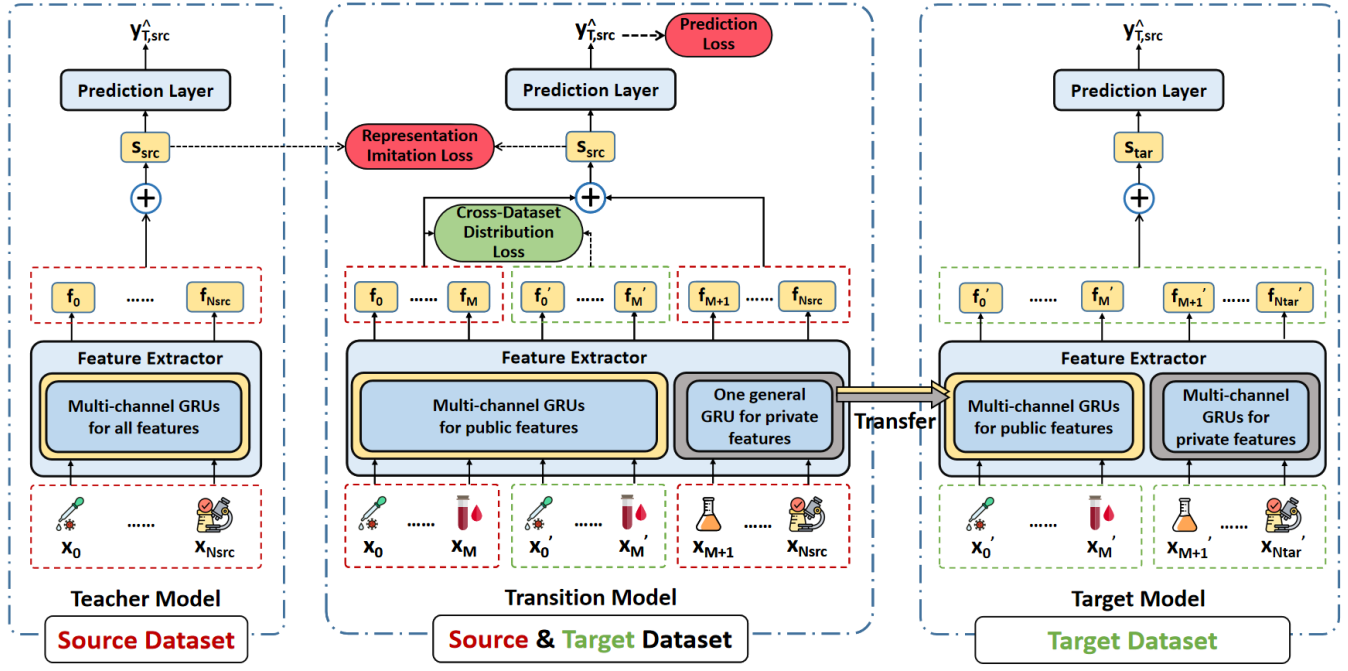 ŷT,src
Prediction Layer
Ssrc
+
f0 ...... fNsrc
Feature Extractor
Multi-channel GRUs
for all features
x0 ...... xNsrc
Teacher Model
Source Dataset
ŷT,src
Prediction
Loss
Prediction Layer
Representation
Imitation Loss
Ssrc
+
Cross-Dataset
Distribution
Loss
f0 ...... fM f0′ ...... fM′ fM+1 ...... fNsrc
Feature Extractor
Multi-channel GRUs
for public features
One general
GRU for private
features
Transfer
x0 ...... xM x0′ ...... xM′ xM+1 ...... xNsrc
Transition Model
Source & Target Dataset
ŷT,src
Prediction Layer
Star
+
f0′ ...... fM′ fM+1′ ...... fNtar′
Feature Extractor
Multi-channel GRUs
for public features
Multi-channel
GRUs for
private features
x0′ ...... xM′ xM+1′ ...... xNtar′
Target Model
Target Dataset